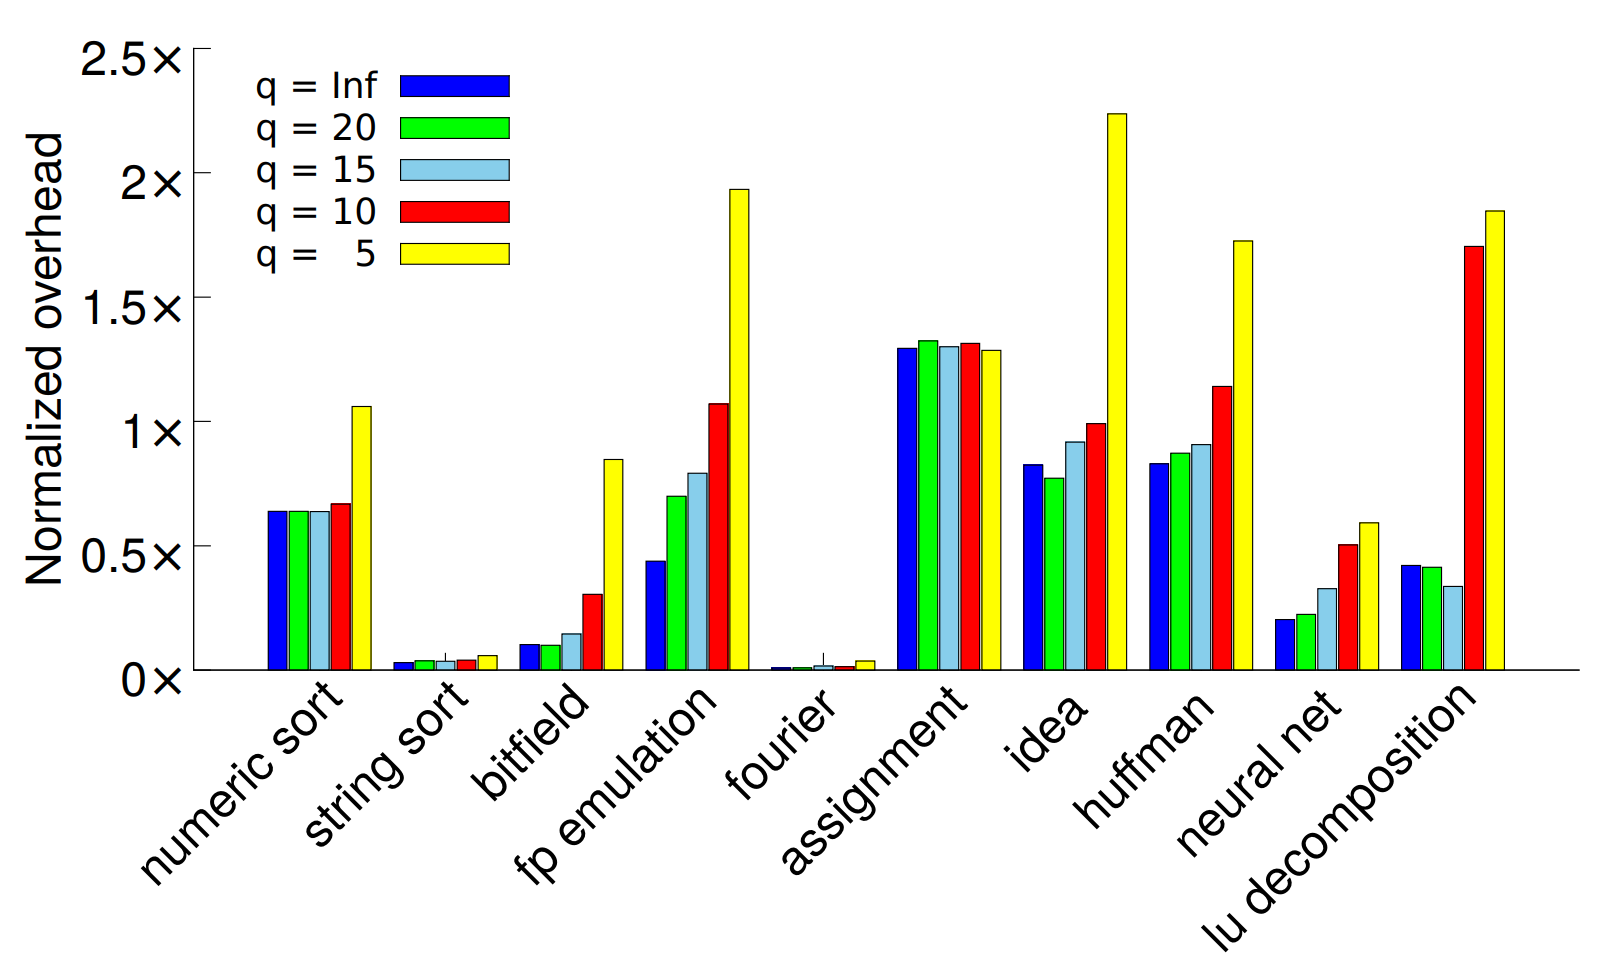 Normalized overhead
2.5×
2×
1.5×
1×
0.5×
0×
q = Inf
q = 20
q = 15
q = 10
q = 5
numeric sort
string sort
bitfield
fp emulation
fourier
assignment
idea
huffman
neural net
lu decomposition